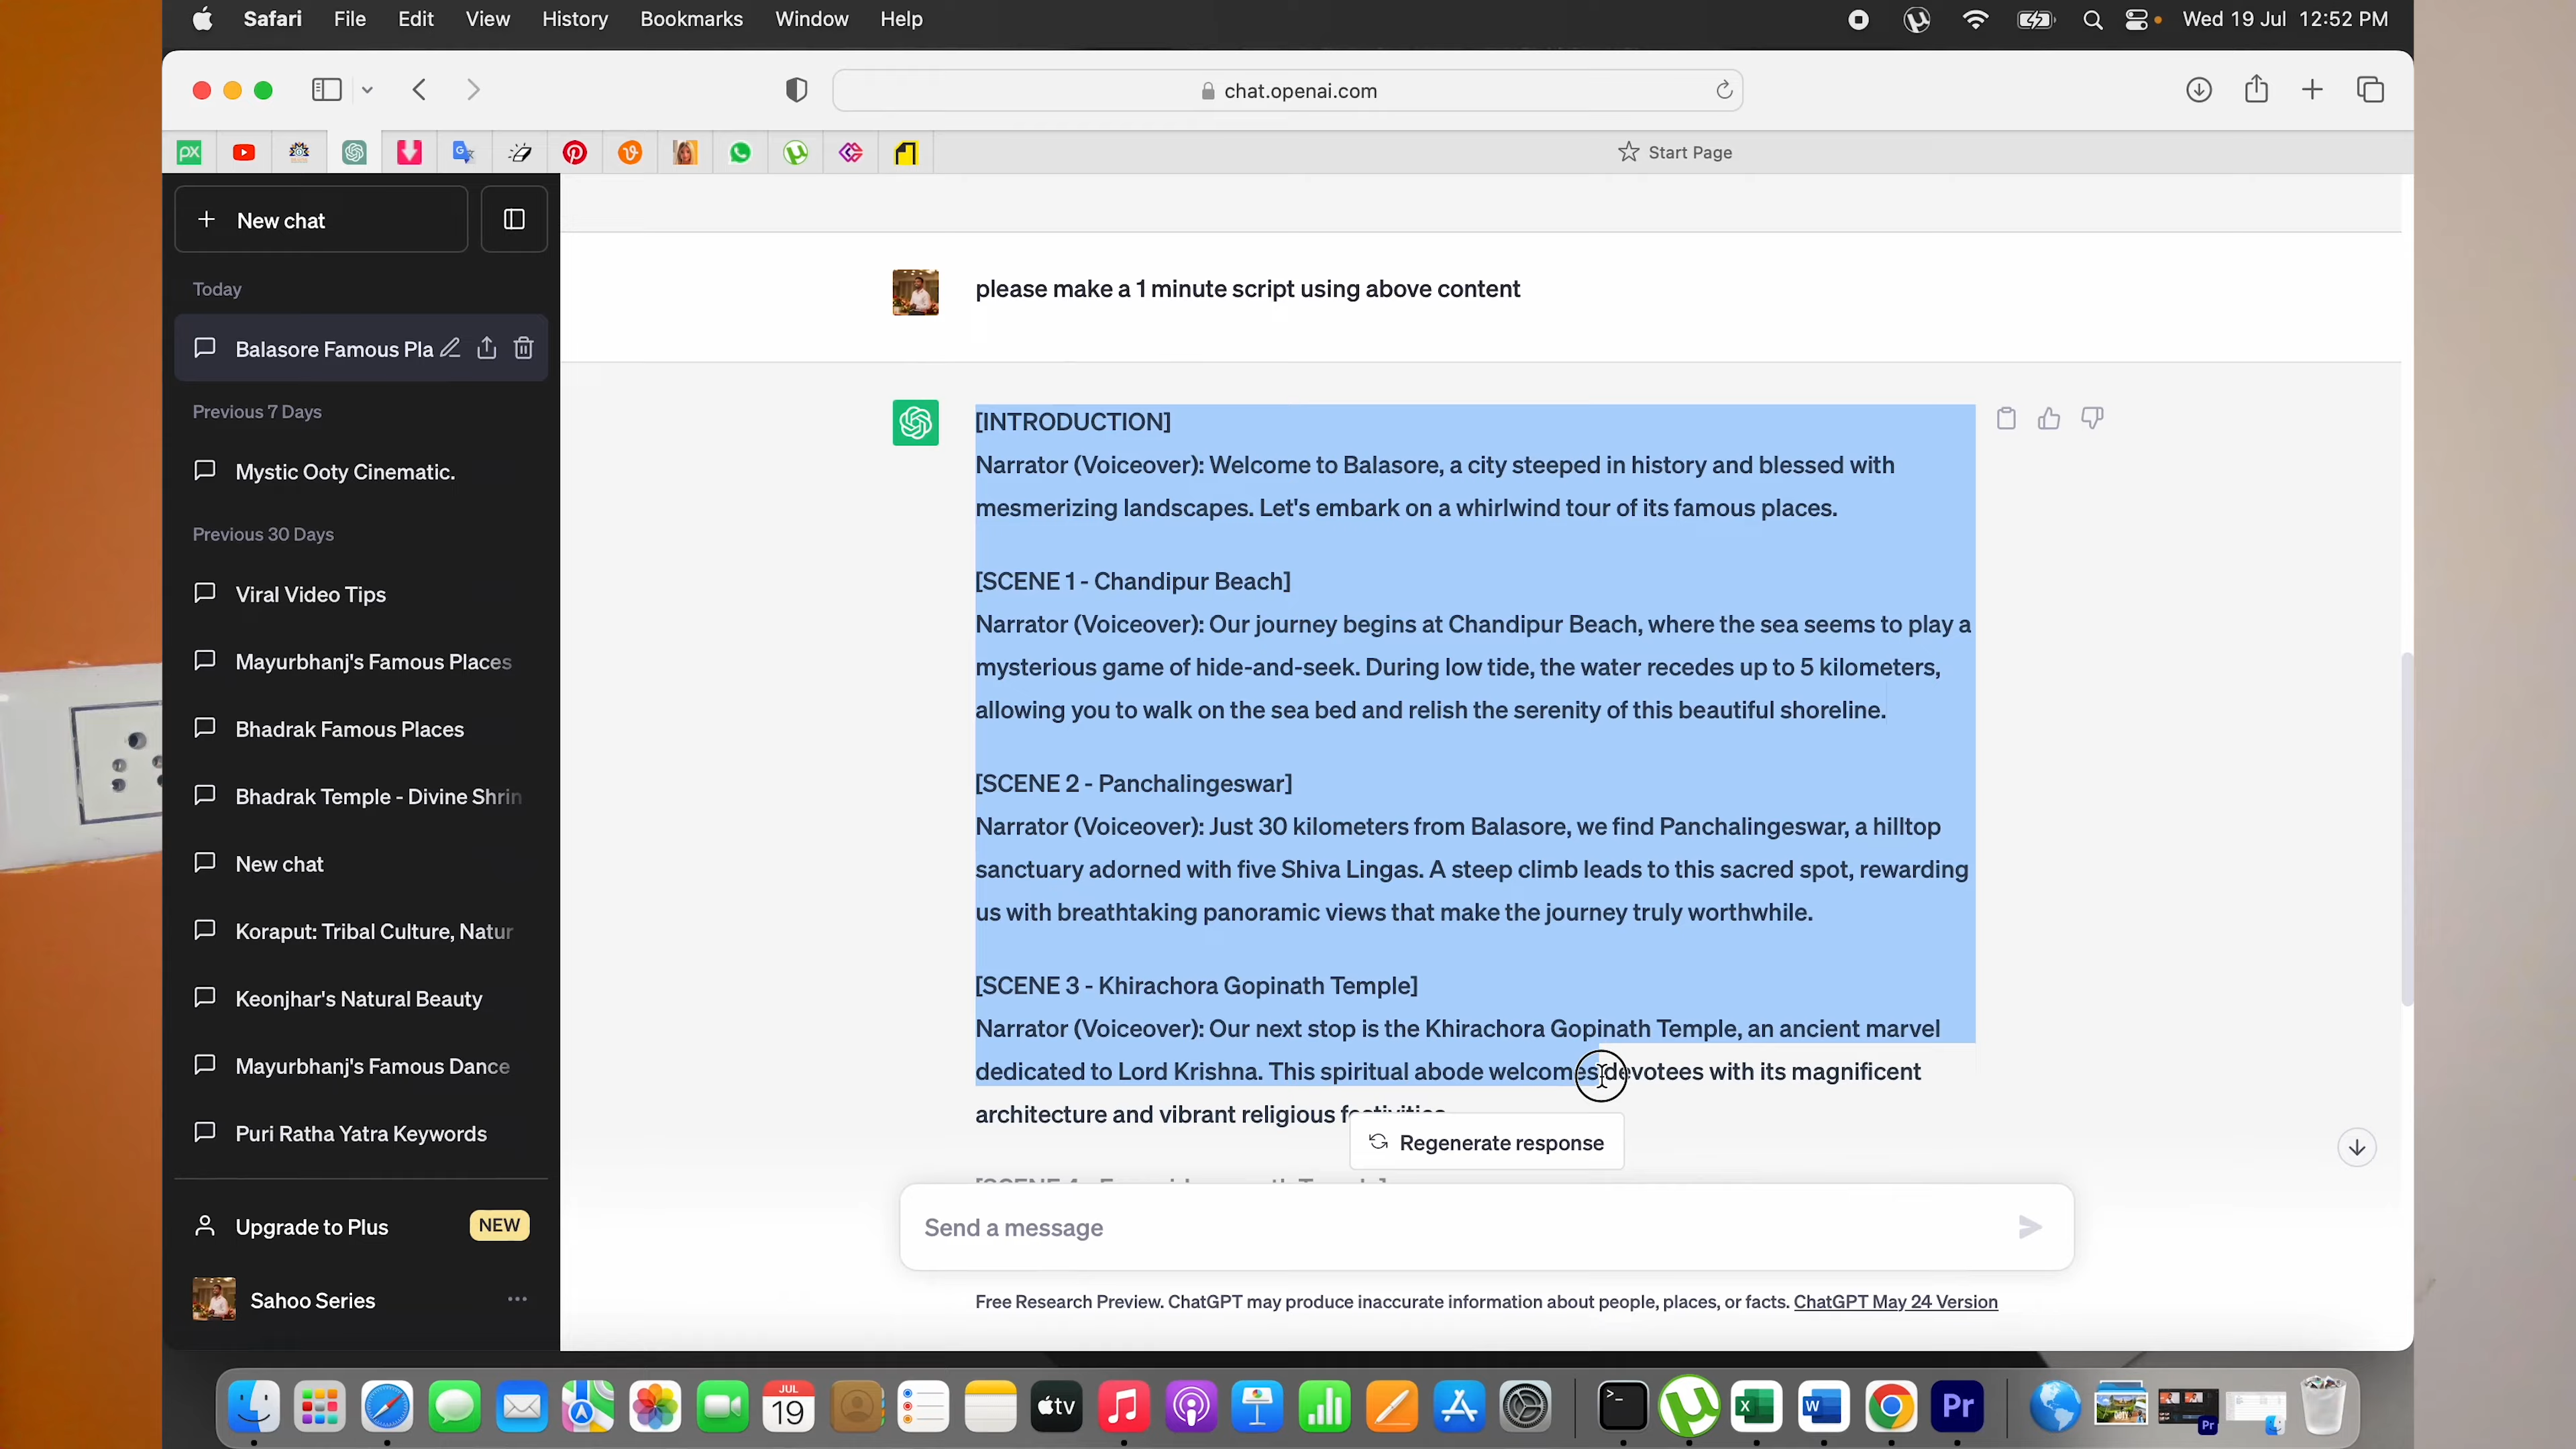 Safari File Edit View History Bookmarks Window Help Wed 19 Jul 12:52 PM
chat.openai.com
Start Page
New chat
Today
Balasore Famous Pla
Previous 7 Days
Mystic Ooty Cinematic.
Previous 30 Days
Viral Video Tips
Mayurbhanj's Famous Places
Bhadrak Famous Places
Bhadrak Temple - Divine Shrin
New chat
Koraput: Tribal Culture, Natur
Keonjhar's Natural Beauty
Mayurbhanj's Famous Dance
Puri Ratha Yatra Keywords
Upgrade to Plus NEW
Sahoo Series
please make a 1 minute script using above content
[INTRODUCTION]
Narrator (Voiceover): Welcome to Balasore, a city steeped in history and blessed with
mesmerizing landscapes. Let's embark on a whirlwind tour of its famous places.
[SCENE 1 - Chandipur Beach]
Narrator (Voiceover): Our journey begins at Chandipur Beach, where the sea seems to play a
mysterious game of hide-and-seek. During low tide, the water recedes up to 5 kilometers,
allowing you to walk on the sea bed and relish the serenity of this beautiful shoreline.
[SCENE 2 - Panchalingeswar]
Narrator (Voiceover): Just 30 kilometers from Balasore, we find Panchalingeswar, a hilltop
sanctuary adorned with five Shiva Lingas. A steep climb leads to this sacred spot, rewarding
us with breathtaking panoramic views that make the journey truly worthwhile.
[SCENE 3 - Khirachora Gopinath Temple]
Narrator (Voiceover): Our next stop is the Khirachora Gopinath Temple, an ancient marvel
dedicated to Lord Krishna. This spiritual abode welcomes devotees with its magnificent
architecture and vibrant religious
Regenerate response
Send a message
Free Research Preview. ChatGPT may produce inaccurate information about people, places, or facts. ChatGPT May 24 Version
px
JUL
19
tv
X
W
Pr
Pr